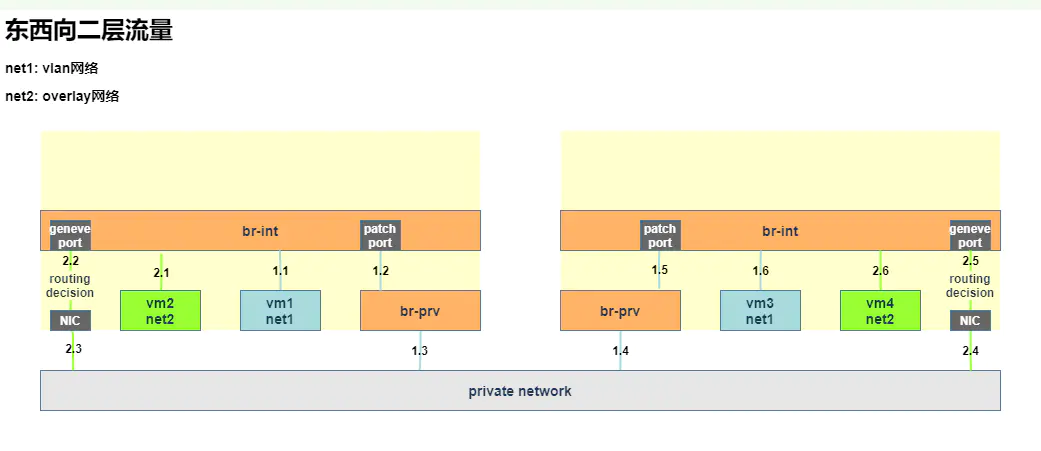 东西向二层流量
net1: vlan网络
net2: overlay网络
geneve
port
br-int
patch
port
patch
port
br-int
geneve
port
2.2
2.1
1.1
1.2
1.5
1.6
2.6
2.5
routing
decision
routing
decision
vm2
net2
vm1
net1
br-prv
br-prv
vm3
net1
vm4
net2
NIC
NIC
2.3
1.3
1.4
2.4
private network